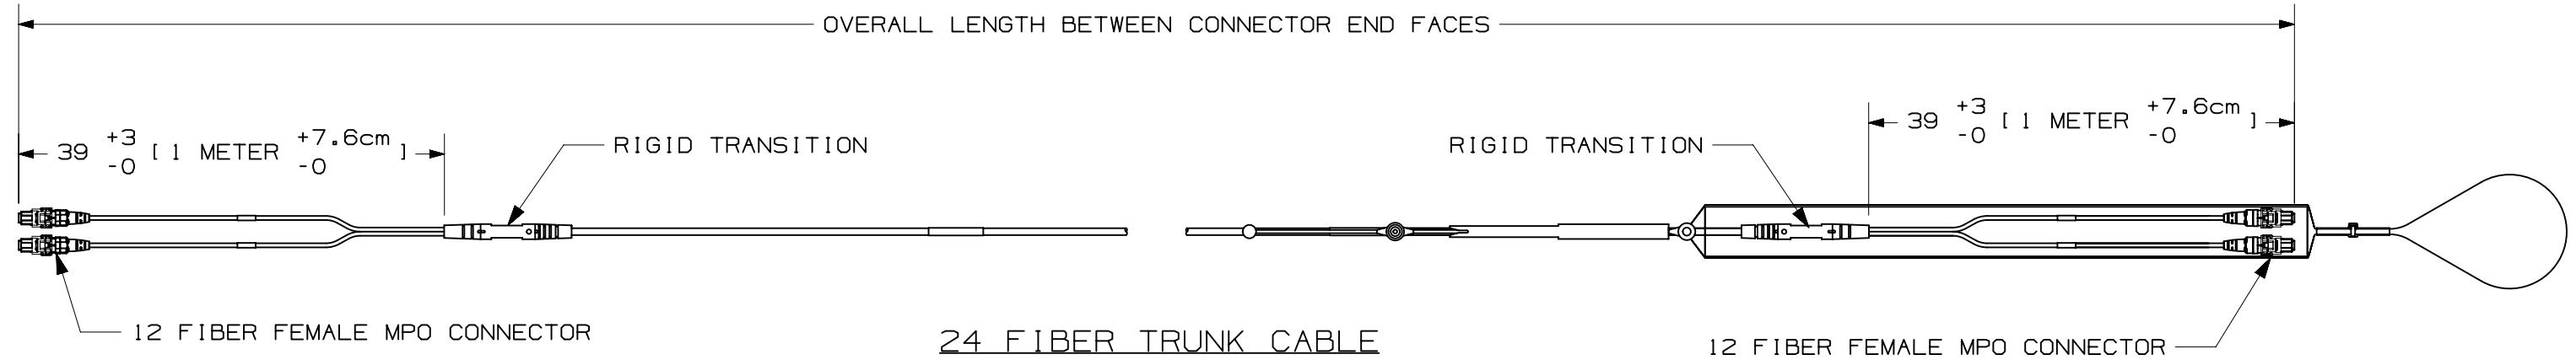 OVERALL LENGTH BETWEEN CONNECTOR END FACES
39 +3 -0 [ 1 METER +7.6cm -0 ]
RIGID TRANSITION
RIGID TRANSITION
39 +3 -0 [ 1 METER +7.6cm -0 ]
12 FIBER FEMALE MPO CONNECTOR
24 FIBER TRUNK CABLE
12 FIBER FEMALE MPO CONNECTOR